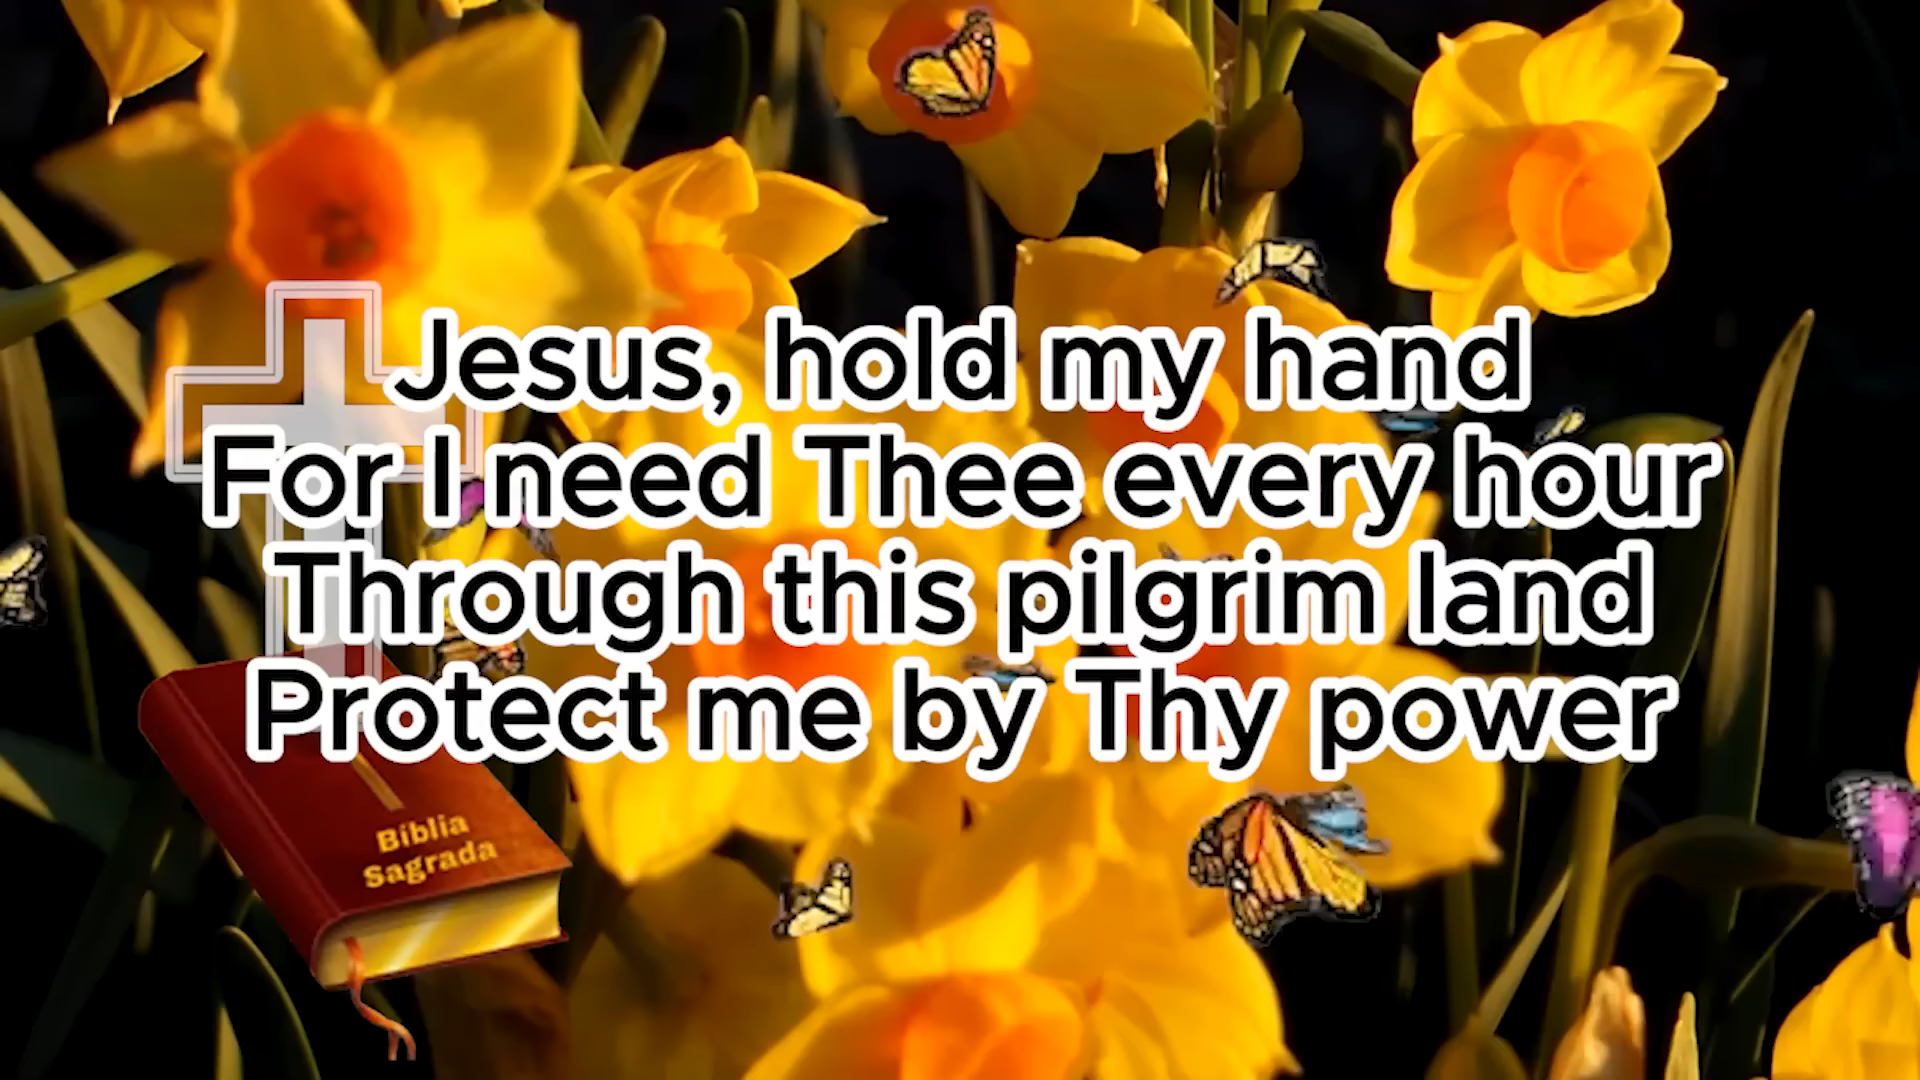 Jesus, hold my hand
For I need Thee every hour
Through this pilgrim land
Protect me by Thy power
Bíblia
Sagrada